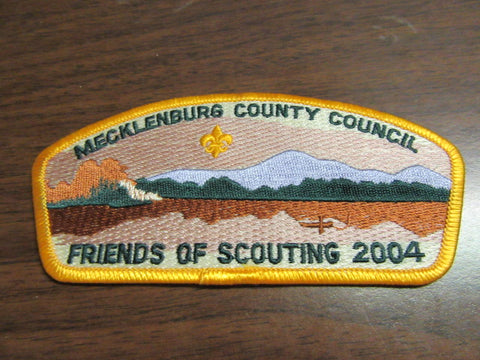 MECKLENBURG COUNTY COUNCIL
FRIENDS OF SCOUTING 2004